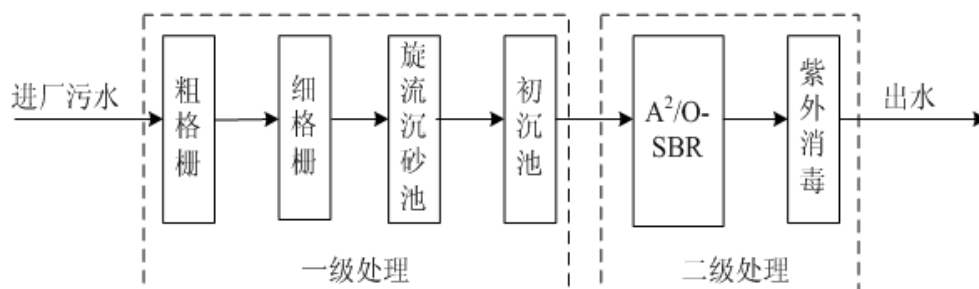 进厂污水
粗格栅
细格栅
旋流沉砂池
初沉池
A²/O-
SBR
紫外消毒
出水
一级处理
二级处理